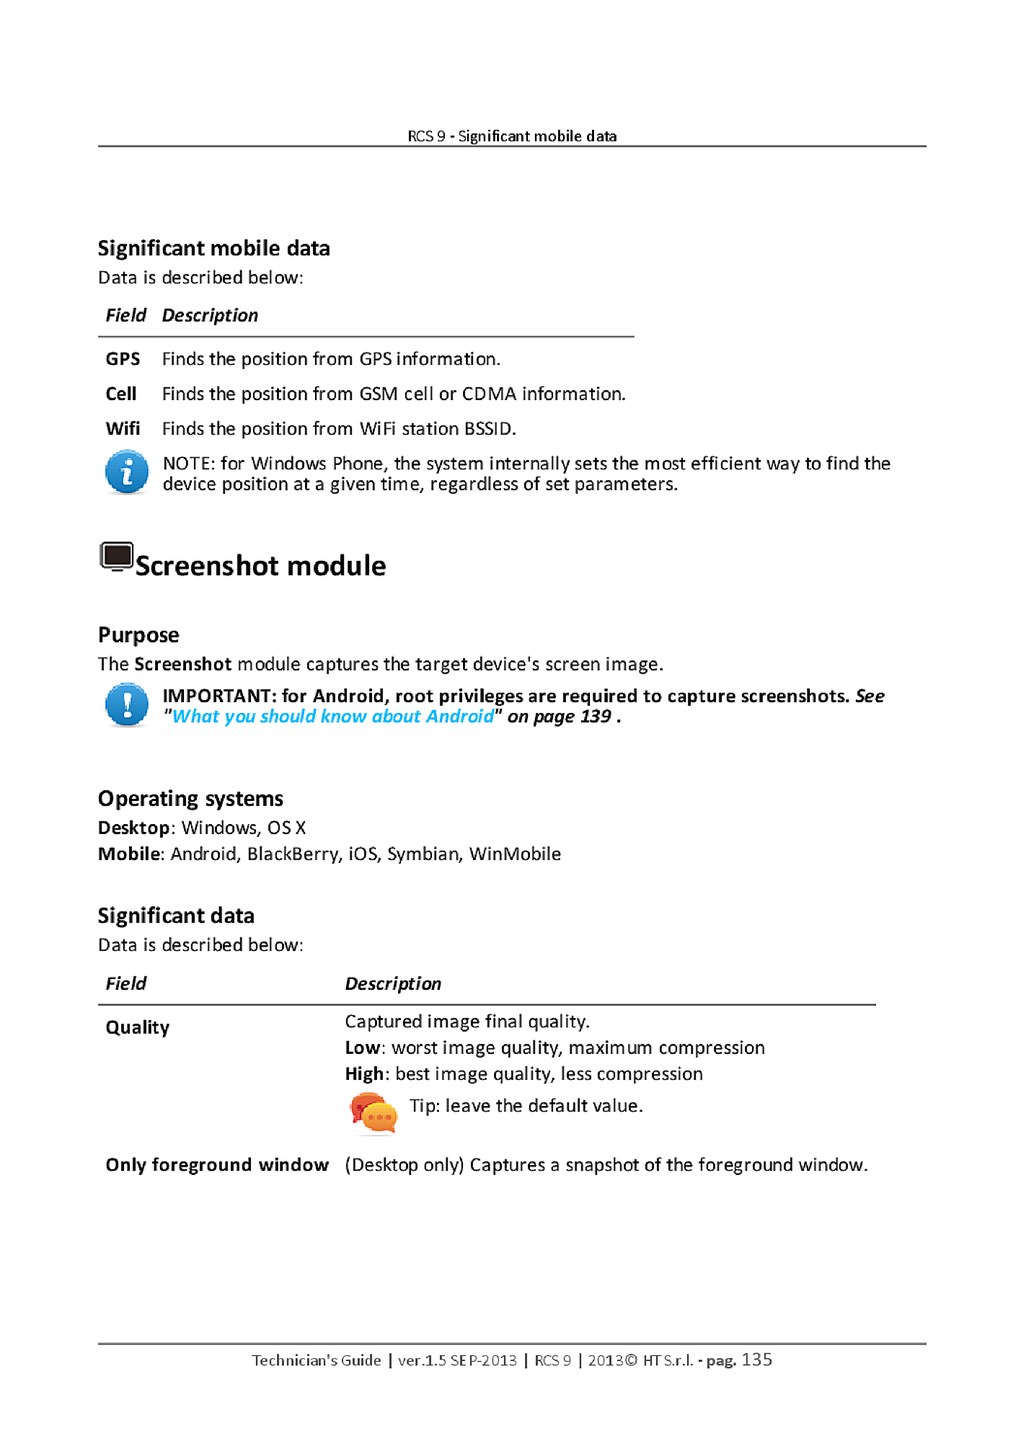 RCS 9 - Significant mobile data
Significant mobile data
Data is described below:
Field Description
GPS Finds the position from GPS information.
Cell Finds the position from GSM cell or CDMA information.
Wifi Finds the position from WiFi station BSSID.
NOTE: for Windows Phone, the system internally sets the most efficient way to find the
device position at a given time, regardless of set parameters.
Screenshot module
Purpose
The Screenshot module captures the target device's screen image.
IMPORTANT: for Android, root privileges are required to capture screenshots. See
"What you should know about Android" on page 139 .
Operating systems
Desktop: Windows, OS X
Mobile: Android, BlackBerry, iOS, Symbian, WinMobile
Significant data
Data is described below:
Field Description
Quality Captured image final quality.
Low: worst image quality, maximum compression
High: best image quality, less compression
Tip: leave the default value.
Only foreground window (Desktop only) Captures a snapshot of the foreground window.
Technician's Guide | ver.1.5 SEP-2013 | RCS 9 | 2013© HT S.r.l. - pag. 135